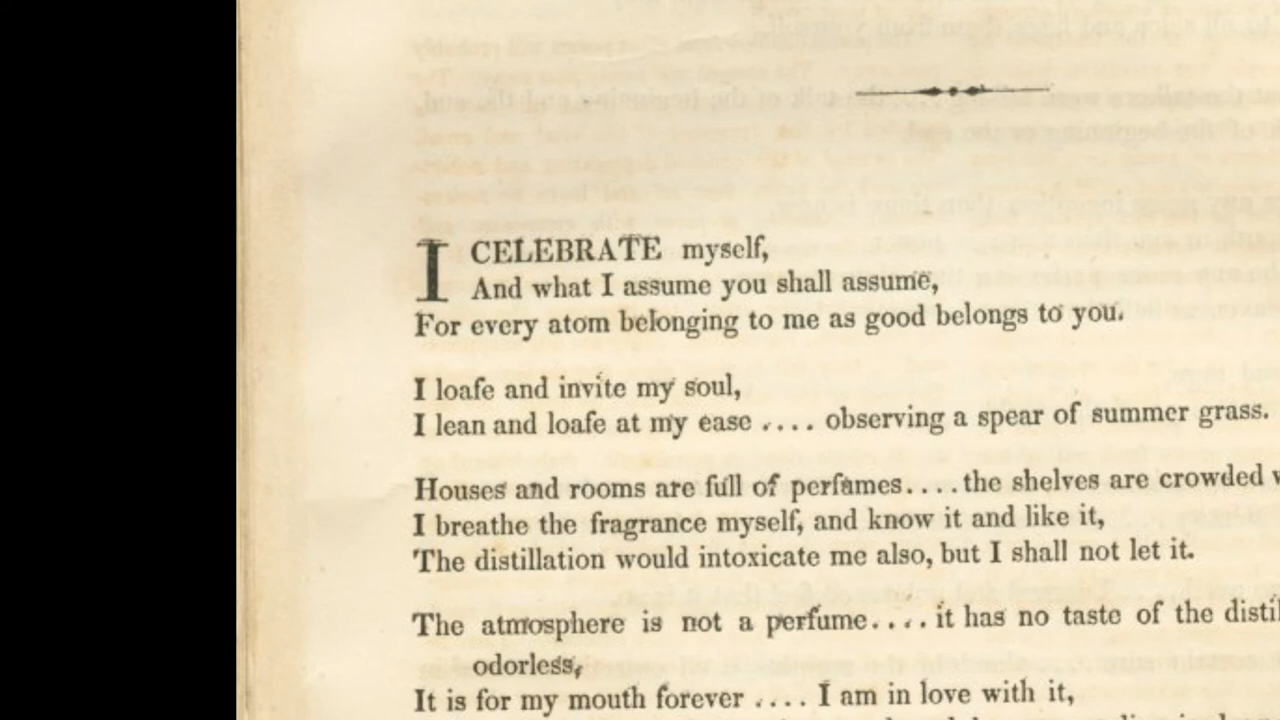 I CELEBRATE myself,
And what I assume you shall assume,
For every atom belonging to me as good belongs to you.
I loafe and invite my soul,
I lean and loafe at my ease .... observing a spear of summer grass.
Houses and rooms are full of perfumes....the shelves are crowded
I breathe the fragrance myself, and know it and like it,
The distillation would intoxicate me also, but I shall not let it.
The atmosphere is not a perfume.... it has no taste of the
odorless,
It is for my mouth forever .... I am in love with it,